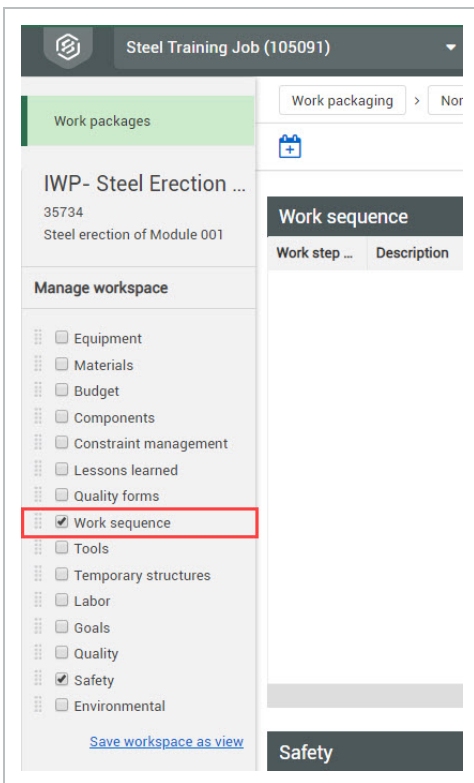 Steel Training Job (105091)
Work packages
Work packaging > Nor
IWP- Steel Erection ...
35734
Steel erection of Module 001
Work sequence
Work step ... Description
Manage workspace
Equipment
Materials
Budget
Components
Constraint management
Lessons learned
Quality forms
Work sequence
Tools
Temporary structures
Labor
Goals
Quality
Safety
Environmental
Save workspace as view
Safety